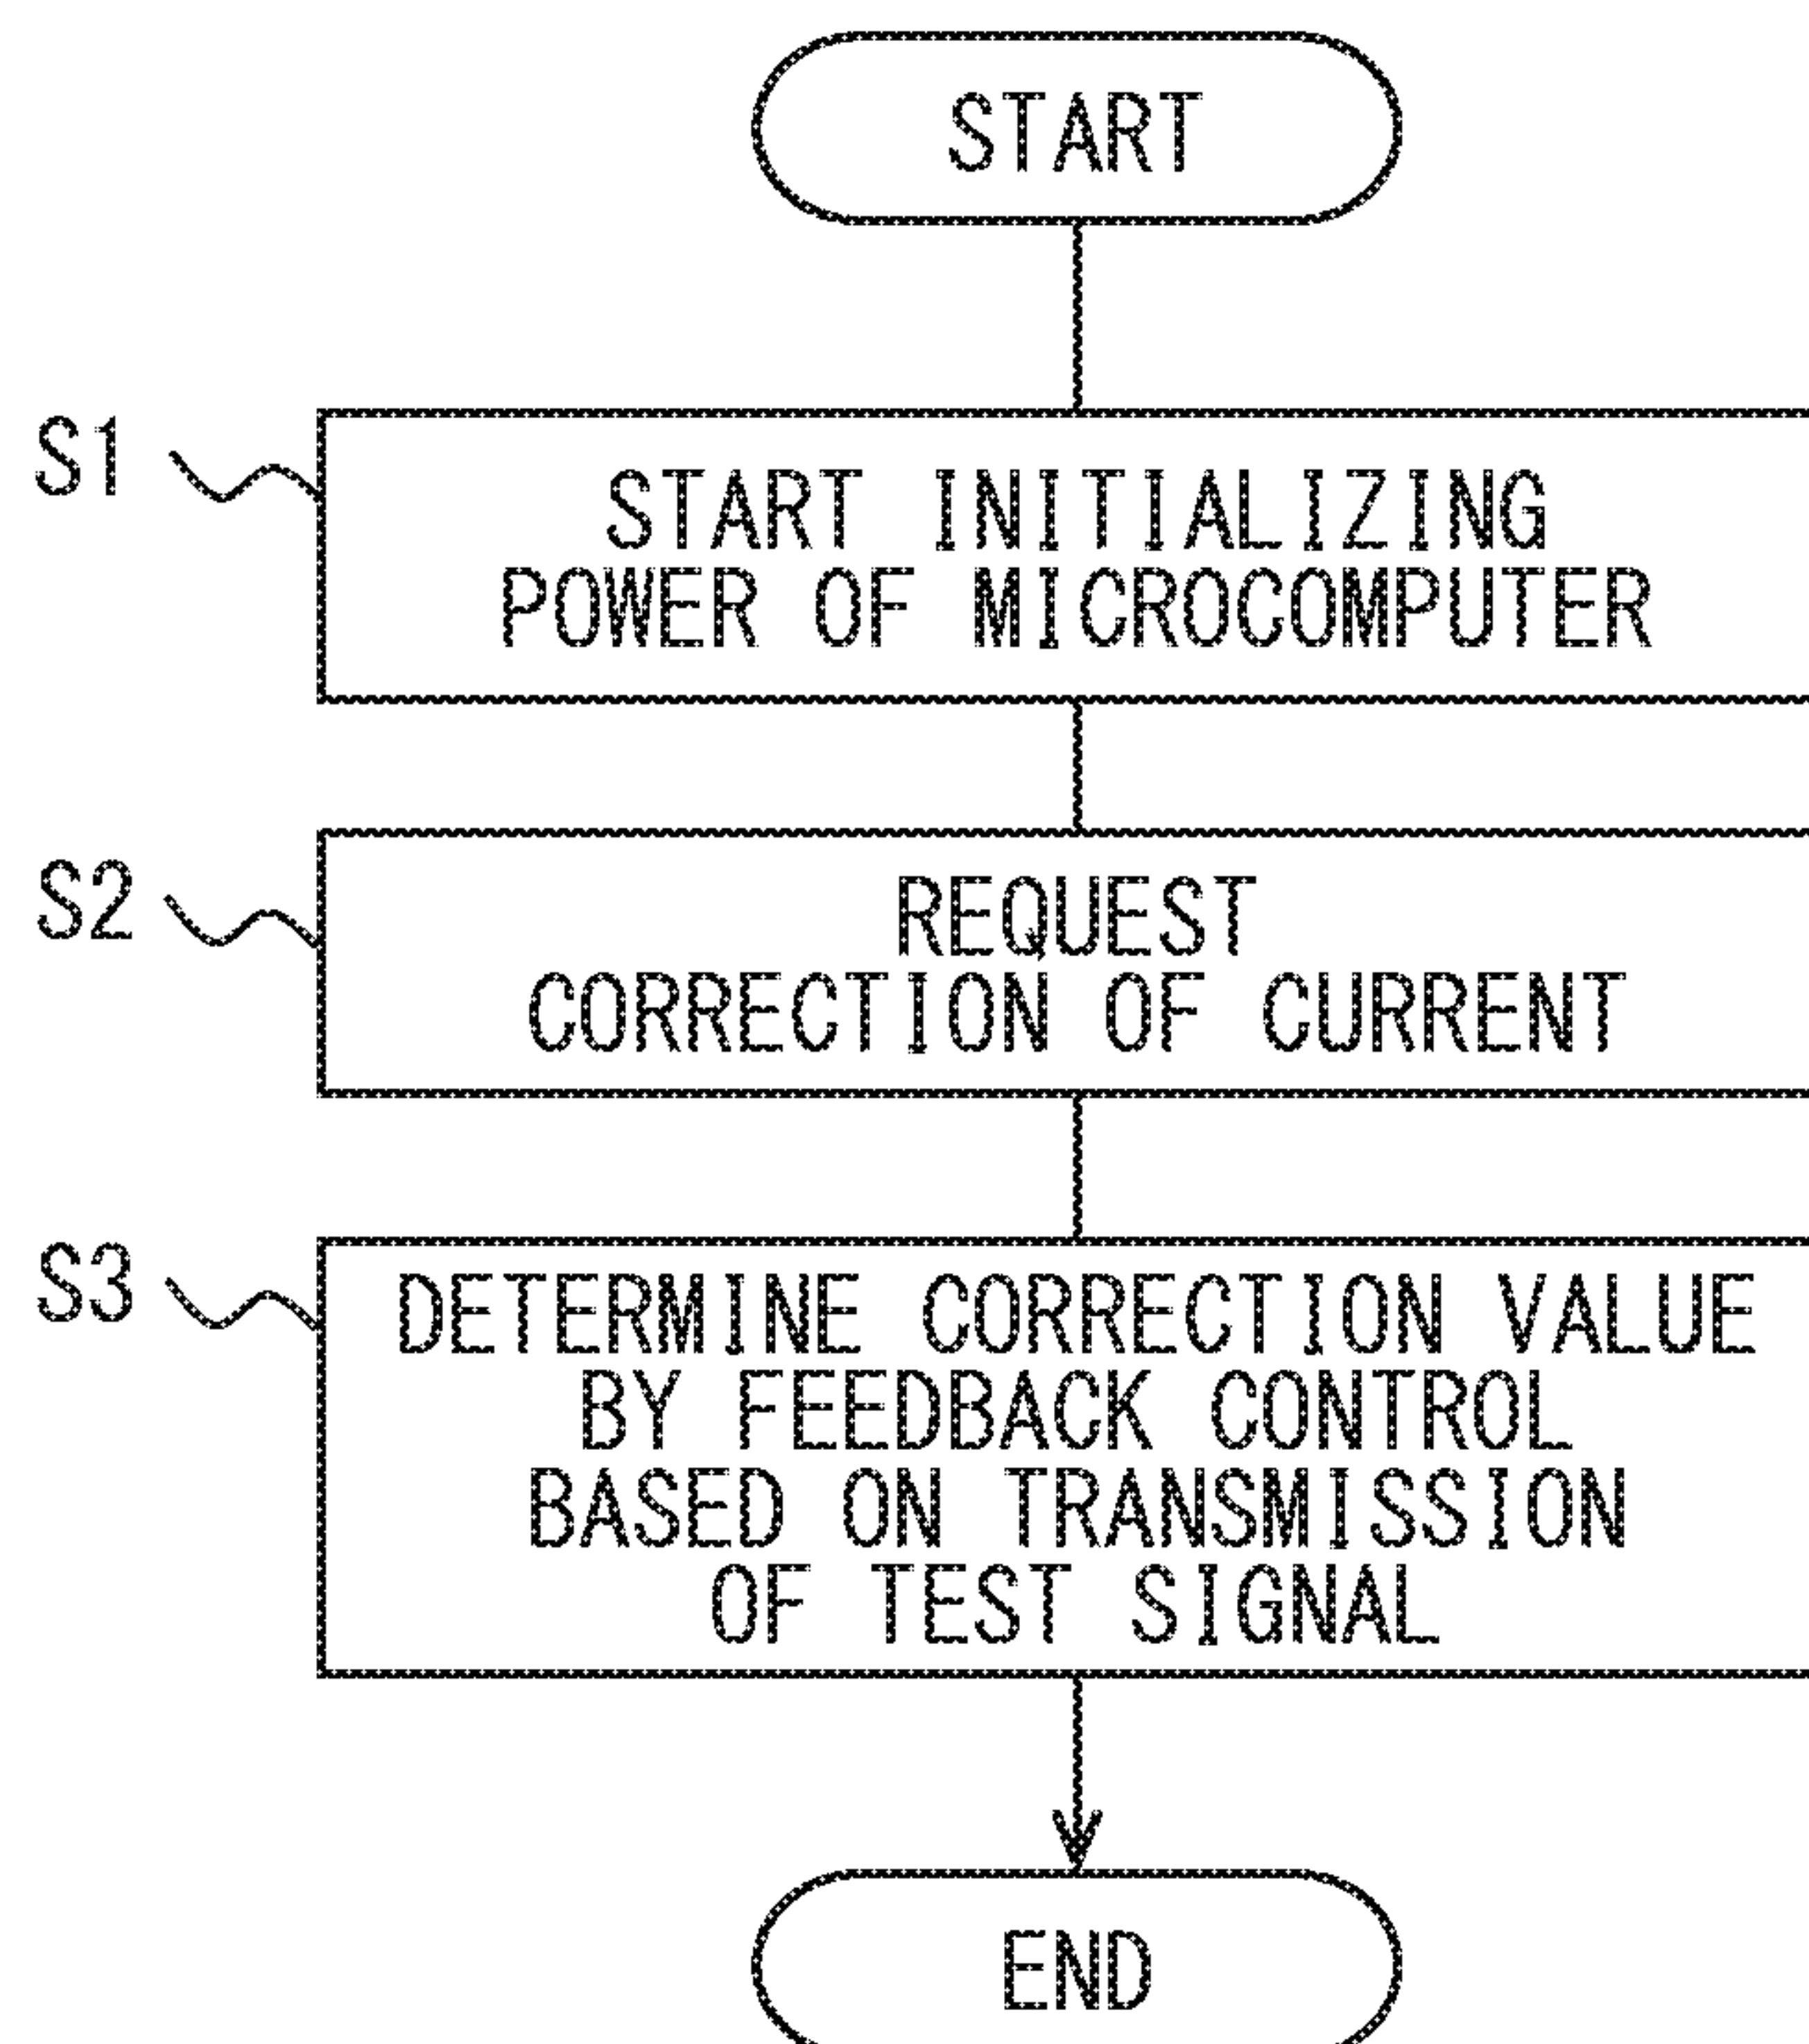 START
S1
START INITIALIZING
POWER OF MICROCOMPUTER
S2
REQUEST
CORRECTION OF CURRENT
S3
DETERMINE CORRECTION VALUE
BY FEEDBACK CONTROL
BASED ON TRANSMISSION
OF TEST SIGNAL
END